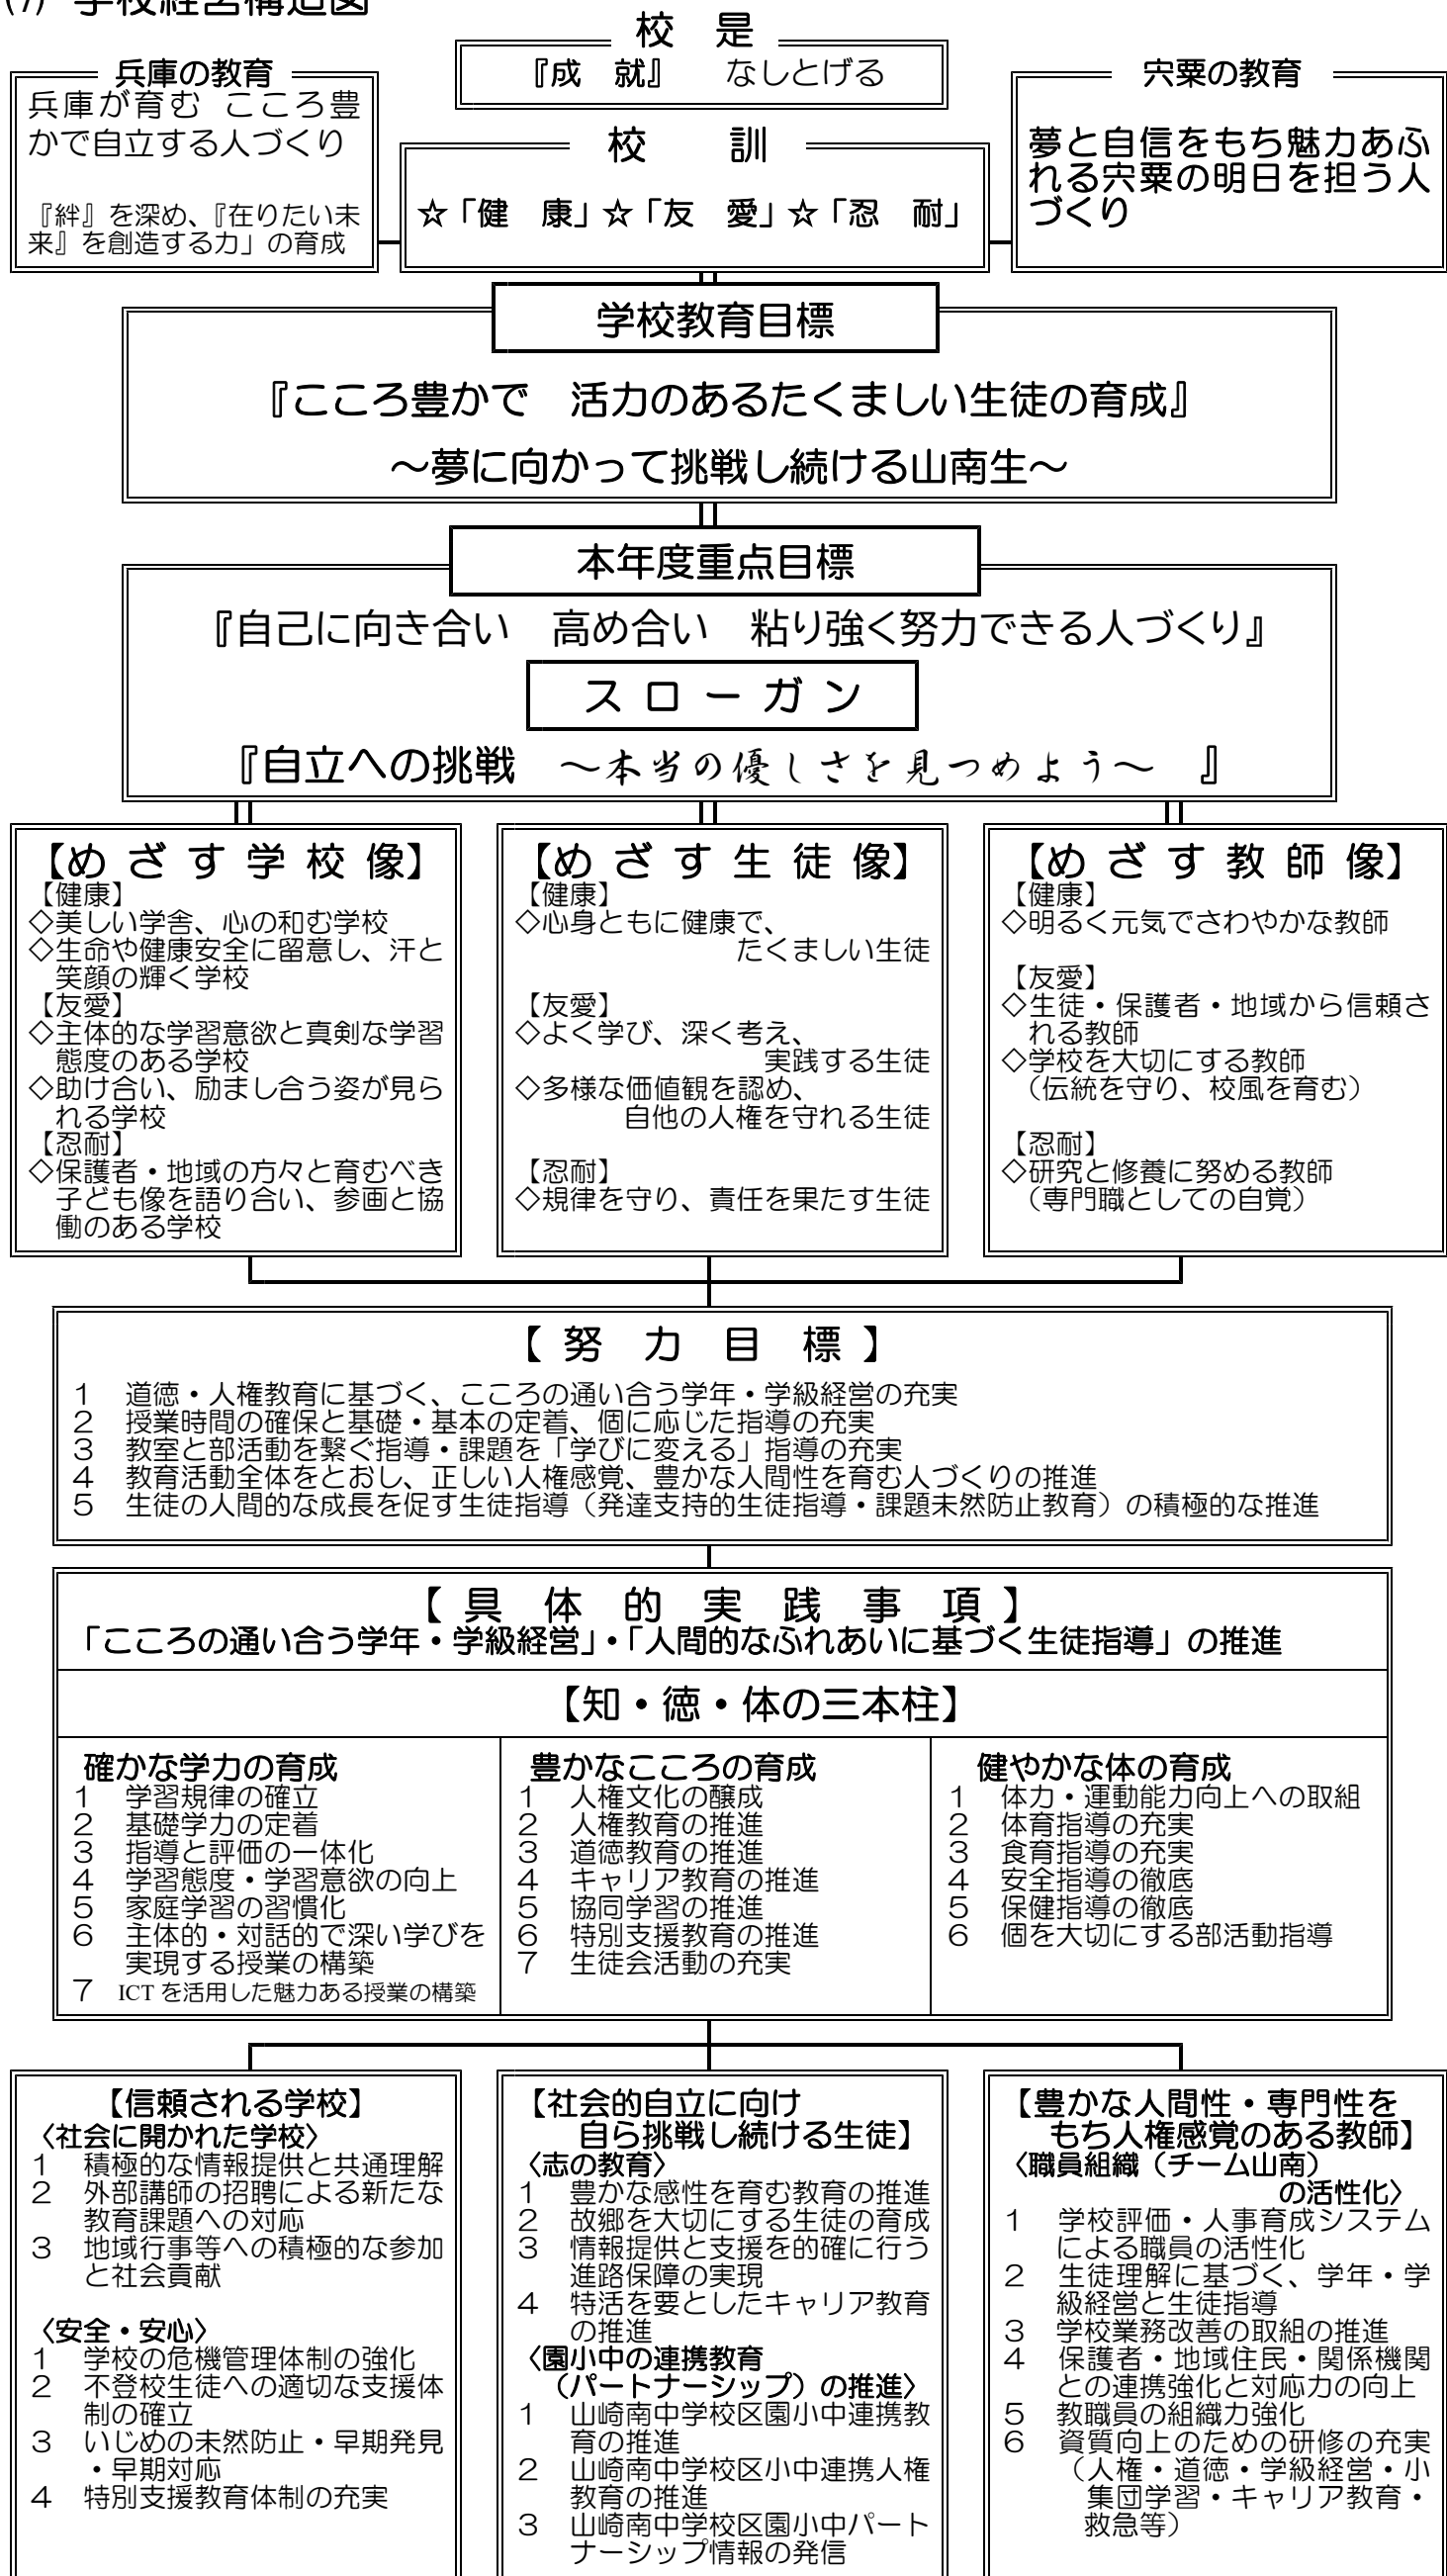 (7) 学校経営構造図
校　是
『成　就』　なしとげる
兵庫の教育
兵庫が育む こころ豊
かで自立する人づくり
『絆』を深め、『在りたい未
来』を創造する力」の育成
校　訓
☆「健　康」☆「友　愛」☆「忍　耐」
宍粟の教育
夢と自信をもち魅力あふ
れる宍粟の明日を担う人
づくり
学校教育目標
『こころ豊かで　活力のあるたくましい生徒の育成』
～夢に向かって挑戦し続ける山南生～
本年度重点目標
『自己に向き合い　高め合い　粘り強く努力できる人づくり』
スローガン
『自立への挑戦　～本当の優しさを見つめよう～　』
【めざす学校像】
【健康】
◇美しい学舎、心の和む学校
◇生命や健康安全に留意し、汗と
笑顔の輝く学校
【友愛】
◇主体的な学習意欲と真剣な学習
態度のある学校
◇助け合い、励まし合う姿が見ら
れる学校
【忍耐】
◇保護者・地域の方々と育むべき
子ども像を語り合い、参画と協
働のある学校
【めざす生徒像】
【健康】
◇心身ともに健康で、
たくましい生徒
【友愛】
◇よく学び、深く考え、
実践する生徒
◇多様な価値観を認め、
自他の人権を守れる生徒
【忍耐】
◇規律を守り、責任を果たす生徒
【めざす教師像】
【健康】
◇明るく元気でさわやかな教師
【友愛】
◇生徒・保護者・地域から信頼さ
れる教師
◇学校を大切にする教師
（伝統を守り、校風を育む）
【忍耐】
◇研究と修養に努める教師
（専門職としての自覚）
【努　力　目　標】
１　道徳・人権教育に基づく、こころの通い合う学年・学級経営の充実
２　授業時間の確保と基礎・基本の定着、個に応じた指導の充実
３　教室と部活動を繋ぐ指導・課題を「学びに変える」指導の充実
４　教育活動全体をとおし、正しい人権感覚、豊かな人間性を育む人づくりの推進
５　生徒の人間的な成長を促す生徒指導（発達支持的生徒指導・課題未然防止教育）の積極的な推進
【具　体　的　実　践　事　項】
「こころの通い合う学年・学級経営」・「人間的なふれあいに基づく生徒指導」の推進
【知・徳・体の三本柱】
確かな学力の育成
１　学習規律の確立
２　基礎学力の定着
３　指導と評価の一体化
４　学習態度・学習意欲の向上
５　家庭学習の習慣化
６　主体的・対話的で深い学びを
実現する授業の構築
７　ICTを活用した魅力ある授業の構築
豊かなこころの育成
１　人権文化の醸成
２　人権教育の推進
３　道徳教育の推進
４　キャリア教育の推進
５　協同学習の推進
６　特別支援教育の推進
７　生徒会活動の充実
健やかな体の育成
１　体力・運動能力向上への取組
２　体育指導の充実
３　食育指導の充実
４　安全指導の徹底
５　保健指導の徹底
６　個を大切にする部活動指導
【信頼される学校】
〈社会に開かれた学校〉
１　積極的な情報提供と共通理解
２　外部講師の招聘による新たな
教育課題への対応
３　地域行事等への積極的な参加
と社会貢献
〈安全・安心〉
１　学校の危機管理体制の強化
２　不登校生徒への適切な支援体
制の確立
３　いじめの未然防止・早期発見
・早期対応
４　特別支援教育体制の充実
【社会的自立に向け
自ら挑戦し続ける生徒】
〈志の教育〉
１　豊かな感性を育む教育の推進
２　故郷を大切にする生徒の育成
３　情報提供と支援を的確に行う
進路保障の実現
４　特活を要としたキャリア教育
の推進
〈園小中の連携教育
（パートナーシップ）の推進〉
１　山崎南中学校区園小中連携教
育の推進
２　山崎南中学校区小中連携人権
教育の推進
３　山崎南中学校区園小中パート
ナーシップ情報の発信
【豊かな人間性・専門性を
もち人権感覚のある教師】
〈職員組織（チーム山南）
の活性化〉
１　学校評価・人事育成システム
による職員の活性化
２　生徒理解に基づく、学年・学
級経営と生徒指導
３　学校業務改善の取組の推進
４　保護者・地域住民・関係機関
との連携強化と対応力の向上
５　教職員の組織力強化
６　資質向上のための研修の充実
（人権・道徳・学級経営・小
集団学習・キャリア教育・
救急等）